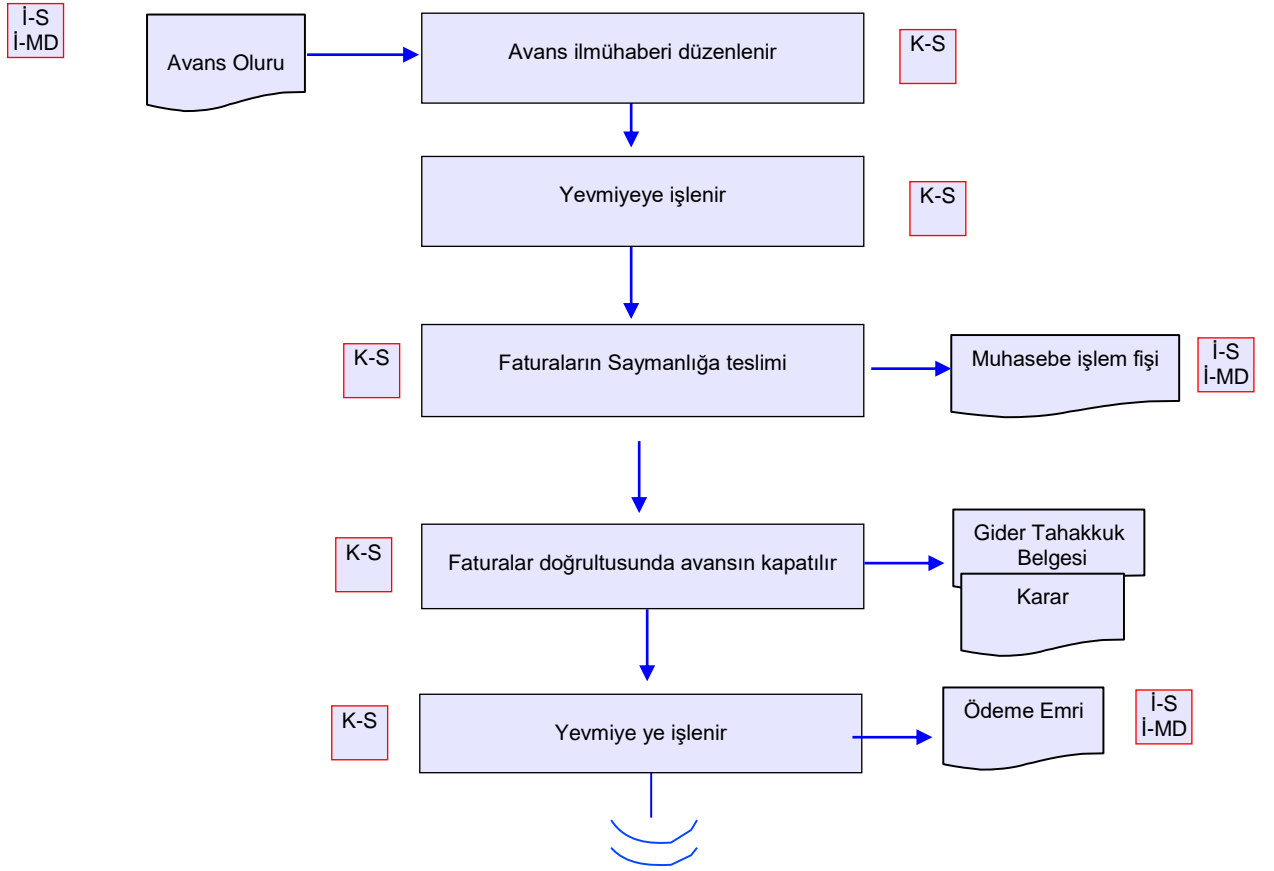 İ-S
İ-MD
Avans Oluru
Avans ilmühaberi düzenlenir
K-S
Yevmiyeye işlenir
K-S
K-S
Faturaların Saymanlığa teslimi
Muhasebe işlem fişi
İ-S
İ-MD
K-S
Faturalar doğrultusunda avansın kapatılır
Gider Tahakkuk
Belgesi
Karar
K-S
Yevmiye ye işlenir
Ödeme Emri
İ-S
İ-MD